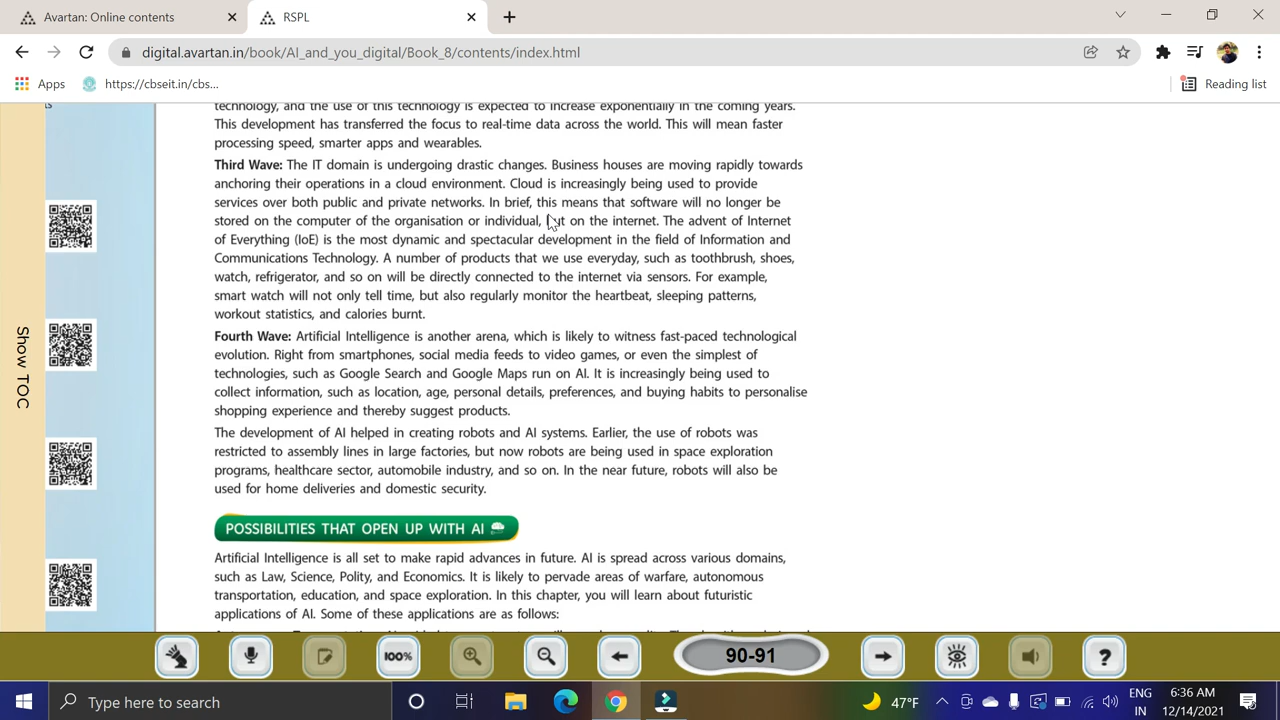 Avartan: Online contents
RSPL
digital.avartan.in/book/AI_and_you_digital/Book_8/contents/index.html
Apps
https://cbseit.in/cbs...
Reading list
technology, and the use of this technology is expected to increase exponentially in the coming years.
This development has transferred the focus to real-time data across the world. This will mean faster
processing speed, smarter apps and wearables.
Third Wave: The IT domain is undergoing drastic changes. Business houses are moving rapidly towards
anchoring their operations in a cloud environment. Cloud is increasingly being used to provide
services over both public and private networks. In brief, this means that software will no longer be
stored on the computer of the organisation or individual, but on the internet. The advent of Internet
of Everything (IoE) is the most dynamic and spectacular development in the field of Information and
Communications Technology. A number of products that we use everyday, such as toothbrush, shoes,
watch, refrigerator, and so on will be directly connected to the internet via sensors. For example,
smart watch will not only tell time, but also regularly monitor the heartbeat, sleeping patterns,
workout statistics, and calories burnt.
Show TOC
Fourth Wave: Artificial Intelligence is another arena, which is likely to witness fast-paced technological
evolution. Right from smartphones, social media feeds to video games, or even the simplest of
technologies, such as Google Search and Google Maps run on AI. It is increasingly being used to
collect information, such as location, age, personal details, preferences, and buying habits to personalise
shopping experience and thereby suggest products.
The development of AI helped in creating robots and AI systems. Earlier, the use of robots was
restricted to assembly lines in large factories, but now robots are being used in space exploration
programs, healthcare sector, automobile industry, and so on. In the near future, robots will also be
used for home deliveries and domestic security.
POSSIBILITIES THAT OPEN UP WITH AI
Artificial Intelligence is all set to make rapid advances in future. AI is spread across various domains,
such as Law, Science, Polity, and Economics. It is likely to pervade areas of warfare, autonomous
transportation, education, and space exploration. In this chapter, you will learn about futuristic
applications of AI. Some of these applications are as follows:
100%
90-91
?
Type here to search
47°F
ENG
IN
6:36 AM
12/14/2021